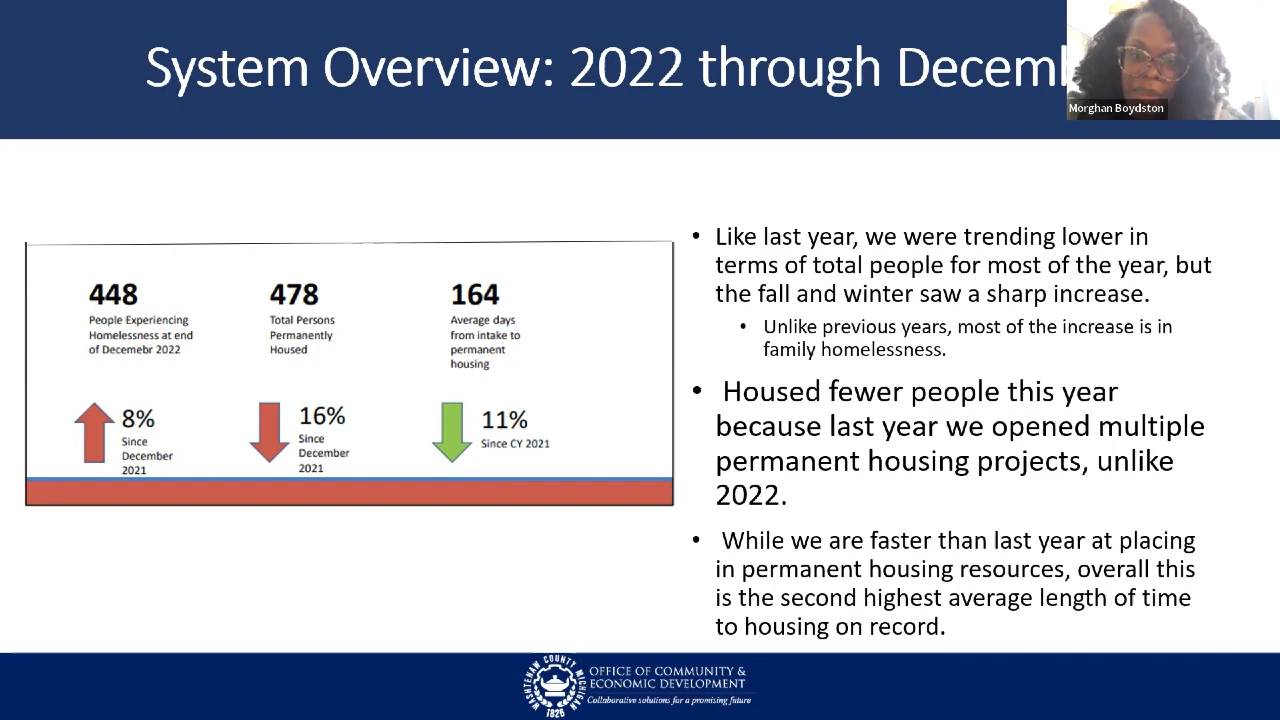 System Overview: 2022 through Decem
Morghan Boydston
448
People Experiencing
Homelessness at end
of Decemebr 2022
478
Total Persons
Permanently
Housed
164
Average days
from intake to
permanent
housing
8%
Since
December
2021
16%
Since
December
2021
11%
Since CY 2021
• Like last year, we were trending lower in
terms of total people for most of the year, but
the fall and winter saw a sharp increase.
• Unlike previous years, most of the increase is in
family homelessness.
• Housed fewer people this year
because last year we opened multiple
permanent housing projects, unlike
2022.
• While we are faster than last year at placing
in permanent housing resources, overall this
is the second highest average length of time
to housing on record.
WASHTENAW COUNTY MICHIGAN
1826
OFFICE OF COMMUNITY &
ECONOMIC DEVELOPMENT
Collaborative solutions for a promising future